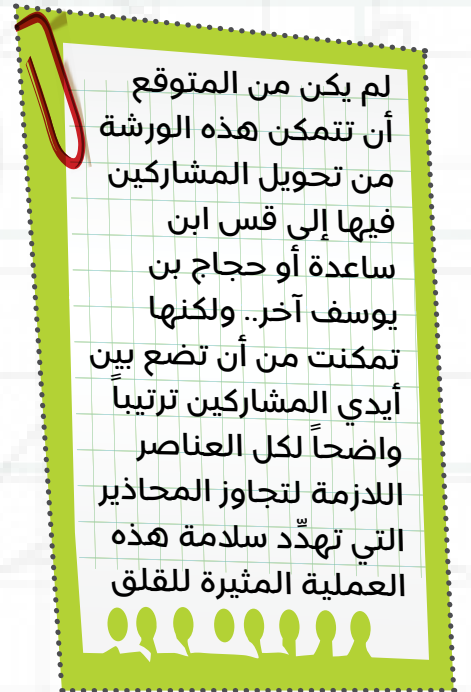 لم يكن من المتوقع
أن تتمكن هذه الورشة
من تحويل المشاركين
فيها إلى قس ابن
ساعدة أو حجاج بن
يوسف آخر.. ولكنها
تمكنت من أن تضع بين
أيدي المشاركين ترتيباً
واضحاً لكل العناصر
اللازمة لتجاوز المحاذير
التي تهدّد سلامة هذه
العملية المثيرة للقلق